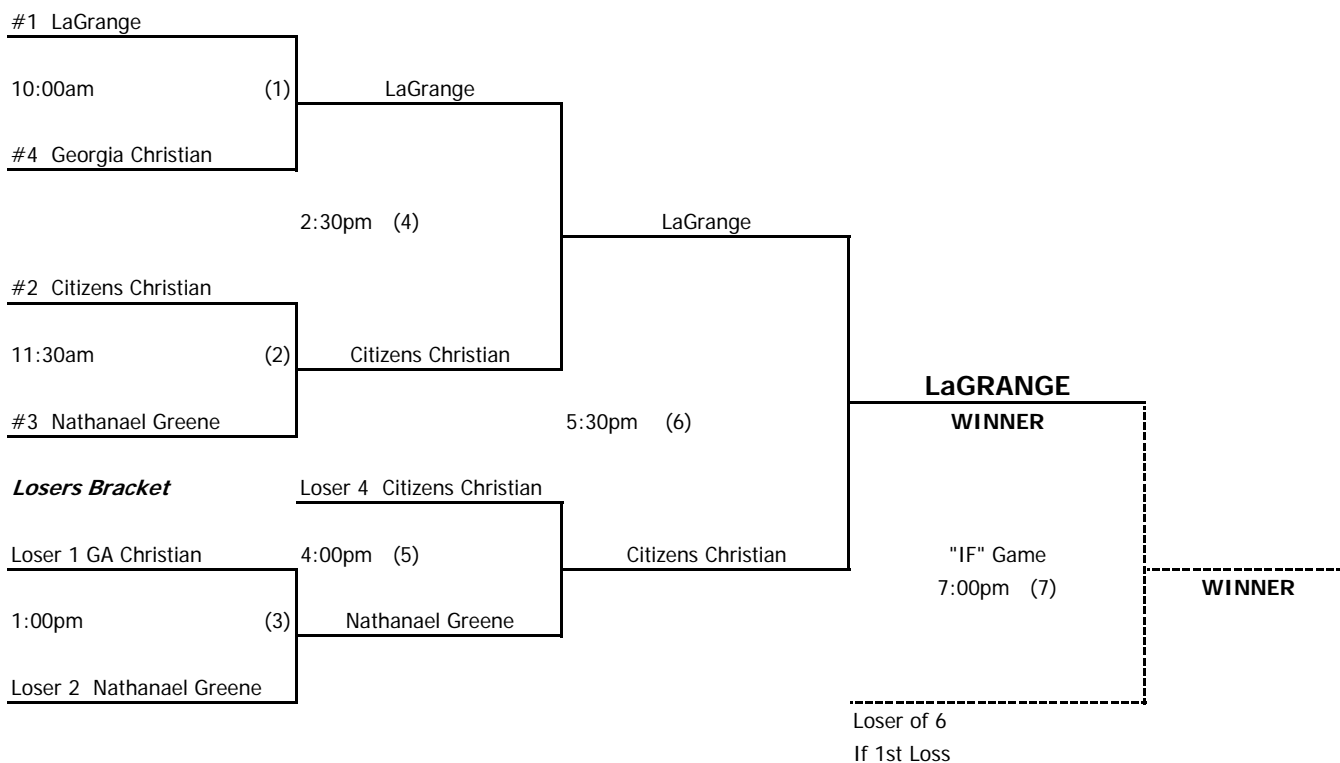 #1 LaGrange
10:00am (1) LaGrange
#4 Georgia Christian
2:30pm (4) LaGrange
#2 Citizens Christian
11:30am (2) Citizens Christian
LaGRANGE
#3 Nathanael Greene 5:30pm (6) WINNER
Losers Bracket Loser 4 Citizens Christian
Loser 1 GA Christian 4:00pm (5) Citizens Christian "IF" Game
7:00pm (7) WINNER
1:00pm (3) Nathanael Greene
Loser 2 Nathanael Greene
Loser of 6
If 1st Loss